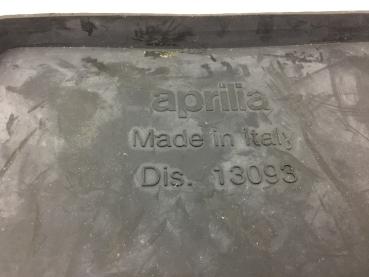 aprilia
Made in Italy
Dis. 13093